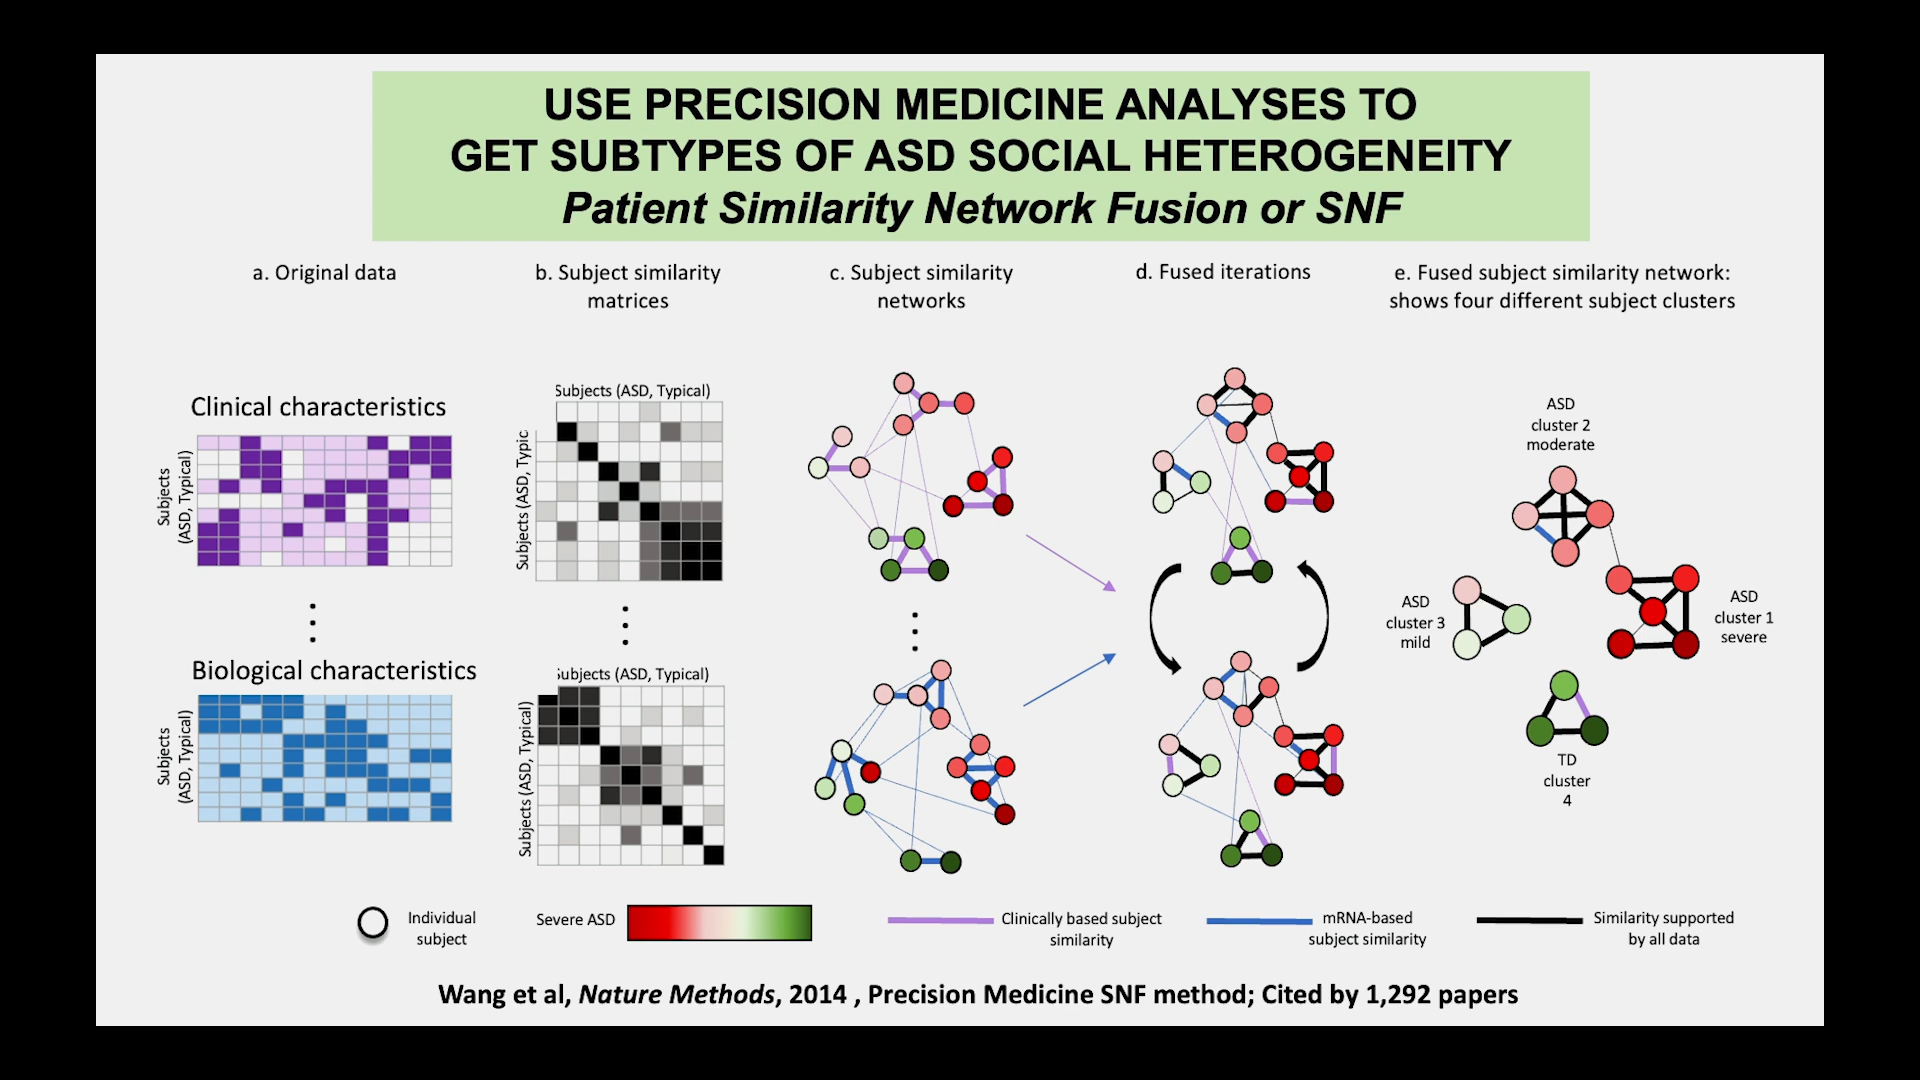 USE PRECISION MEDICINE ANALYSES TO
GET SUBTYPES OF ASD SOCIAL HETEROGENEITY
Patient Similarity Network Fusion or SNF
a. Original data
b. Subject similarity
matrices
c. Subject similarity
networks
d. Fused iterations
e. Fused subject similarity network:
shows four different subject clusters
Clinical characteristics
Subjects
(ASD, Typical)
Subjects (ASD, Typical)
Subjects (ASD, Typic
Biological characteristics
Subjects
(ASD, Typical)
Subjects (ASD, Typical)
Subjects (ASD, Typical)
ASD
cluster 2
moderate
ASD
cluster 3
mild
ASD
cluster 1
severe
TD
cluster
4
Individual
subject
Severe ASD
Clinically based subject
similarity
mRNA-based
subject similarity
Similarity supported
by all data
Wang et al, Nature Methods, 2014 , Precision Medicine SNF method; Cited by 1,292 papers